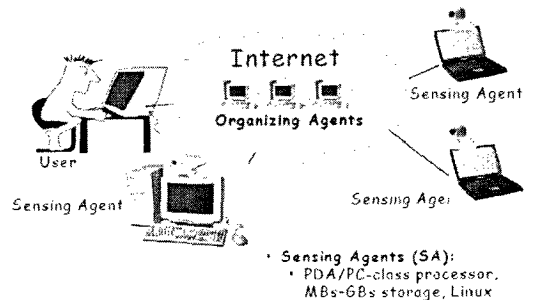 Internet
Sensing Agent
Organizing Agents
User
Sensing Agent
Sensing Age
• Sensing Agents (SA):
• PDA/PC-class processor,
MBs-GBs storage, Linux